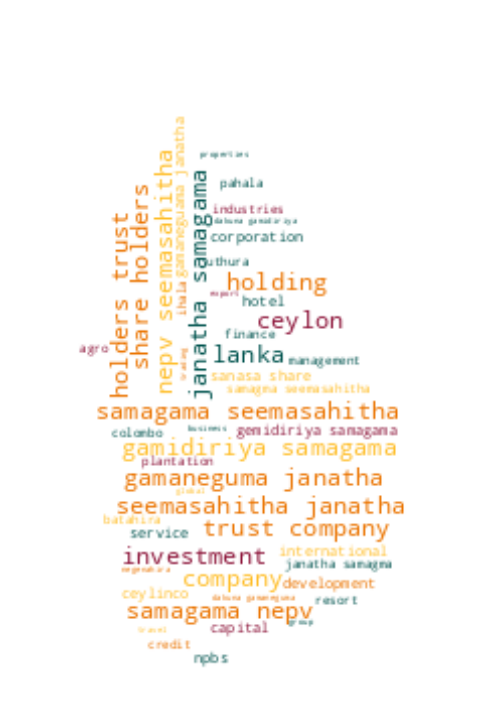 gamaneguma janatha
nepv seemasahitha
share holders
holders trust
janatha samagama
properties
pahala
industries
dakuna gamidiriya
corporation
uthura
ihala
holding
export
hotel
ceylon
finance
agro
lanka
management
trading
sanasa share
samagma seemasahitha
samagama seemasahitha
business
colombo
gemidiriya samagama
gamidiriya samagama
plantation
gamaneguma janatha
global
seemasahitha janatha
batahira
service
trust company
international
investment
janatha samagma
company
development
ceylinco
dakuna gamaneguma
resort
samagama nepv
group
travel
capital
credit
npbs